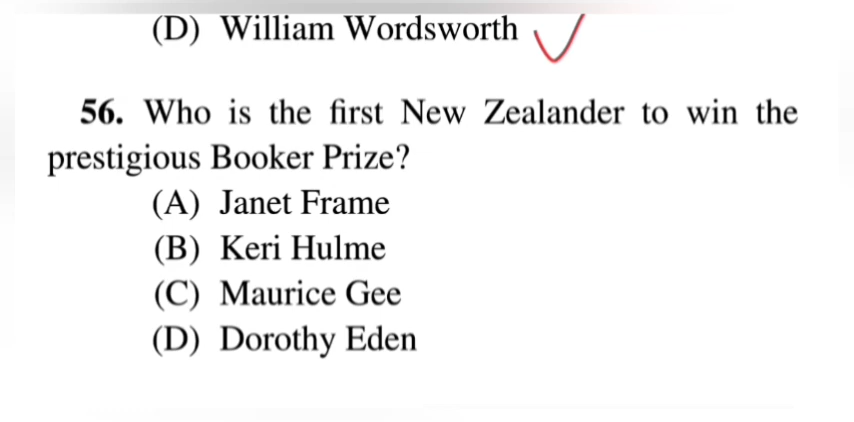 (D) William Wordsworth
56. Who is the first New Zealander to win the
prestigious Booker Prize?
(A) Janet Frame
(B) Keri Hulme
(C) Maurice Gee
(D) Dorothy Eden